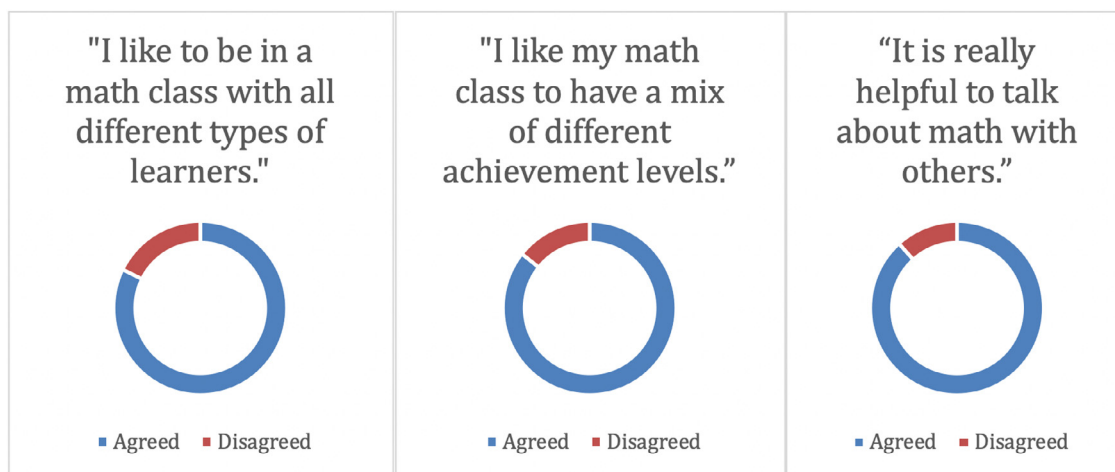 "I like to be in a
math class with all
different types of
learners."
Agreed Disagreed
"I like my math
class to have a mix
of different
achievement levels.”
Agreed Disagreed
“It is really
helpful to talk
about math with
others.”
Agreed Disagreed